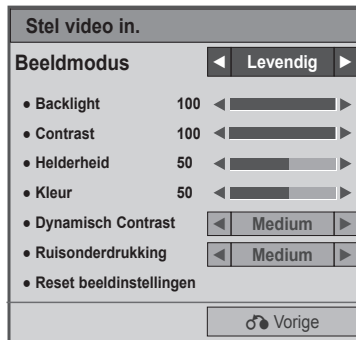 Stel video in.
Beeldmodus ◀ Levendig ▶
● Backlight 100
● Contrast 100
● Helderheid 50
● Kleur 50
● Dynamisch Contrast ◀ Medium ▶
● Ruisonderdrukking ◀ Medium ▶
● Reset beeldinstellingen
Vorige